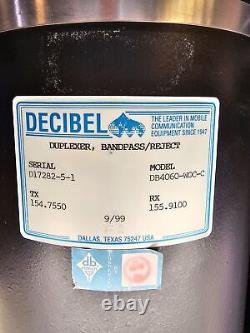 DECIBEL
THE LEADER IN MOBILE
COMMUNICATION
EQUIPMENT SINCE 1947
DUPLEXER, BANDPASS/REJECT
SERIAL MODEL
D17282-5-1 DB4060-WOC-C
TX RX
154.7550 155.9100
9/99
DALLAS, TEXAS 75247 USA